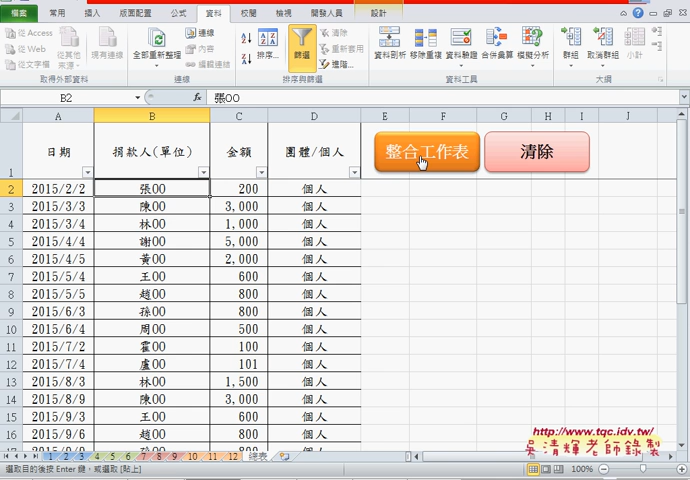 檔案 常用 插入 版面配置 公式 資料 校閱 檢視 開發人員 設計
從 Access 從 Web 從文字檔 從其他來源 現有連線 全部重新整理 連線 內容 編輯連結 排序... 篩選 清除 重新套用 進階... 資料剖析 移除重複 資料驗證 合併彙算 模擬分析 群組 取消群組 小計
取得外部資料 連線 排序與篩選 資料工具 大綱
B2 fx 張OO
A B C D E F G H I J
1 日期 捐款人(單位) 金額 團體/個人 整合工作表 清除
2 2015/2/2 張OO 200 個人
3 2015/3/3 陳OO 3,000 個人
4 2015/3/4 林OO 1,000 個人
5 2015/4/4 謝OO 5,000 個人
6 2015/4/5 黃OO 2,000 個人
7 2015/5/4 王OO 600 個人
8 2015/5/5 趙OO 800 個人
9 2015/6/3 孫OO 800 個人
10 2015/6/4 周OO 500 個人
11 2015/7/2 霍OO 100 個人
12 2015/7/4 盧OO 101 個人
13 2015/8/3 林OO 1,500 個人
14 2015/8/9 陳OO 3,000 個人
15 2015/9/3 王OO 600 個人
16 2015/9/6 趙OO 800 個人
http://www.tqc.idv.tw/
吳清輝老師錄製
1 2 3 4 5 6 7 8 9 10 11 12 總表
選取目的後按 Enter 鍵，或選取 [貼上] 100%